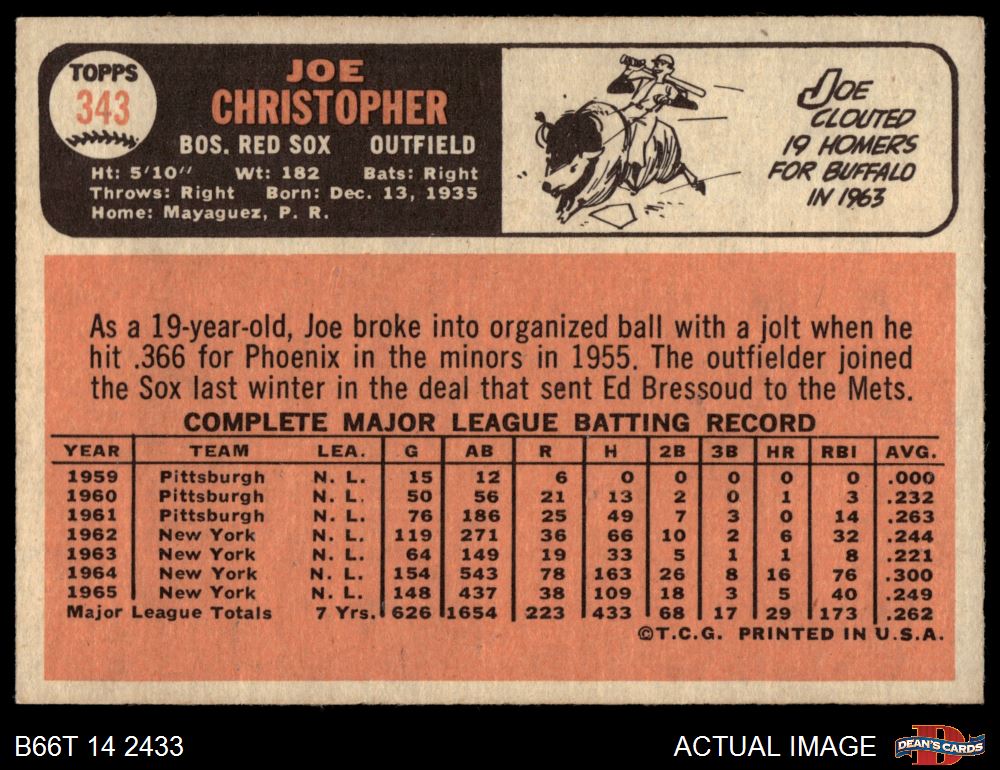 TOPPS
343
JOE
CHRISTOPHER
BOS. RED SOX OUTFIELD
Ht: 5'10" Wt: 182 Bats: Right
Throws: Right Born: Dec. 13, 1935
Home: Mayaguez, P. R.
JOE
CLOUTED
19 HOMERS
FOR BUFFALO
IN 1963
As a 19-year-old, Joe broke into organized ball with a jolt when he
hit .366 for Phoenix in the minors in 1955. The outfielder joined
the Sox last winter in the deal that sent Ed Bressoud to the Mets.
COMPLETE MAJOR LEAGUE BATTING RECORD
YEAR TEAM LEA. G AB R H 2B 3B HR RBI AVG.
1959 Pittsburgh N. L. 15 12 6 0 0 0 0 0 .000
1960 Pittsburgh N. L. 50 56 21 13 2 0 1 3 .232
1961 Pittsburgh N. L. 76 186 25 49 7 3 0 14 .263
1962 New York N. L. 119 271 36 66 10 2 6 32 .244
1963 New York N. L. 64 149 19 33 5 1 1 8 .221
1964 New York N. L. 154 543 78 163 26 8 16 76 .300
1965 New York N. L. 148 437 38 109 18 3 5 40 .249
Major League Totals 7 Yrs. 626 1654 223 433 68 17 29 173 .262
©T.C.G. PRINTED IN U.S.A.
B66T 14 2433
ACTUAL IMAGE
DEAN'S CARDS